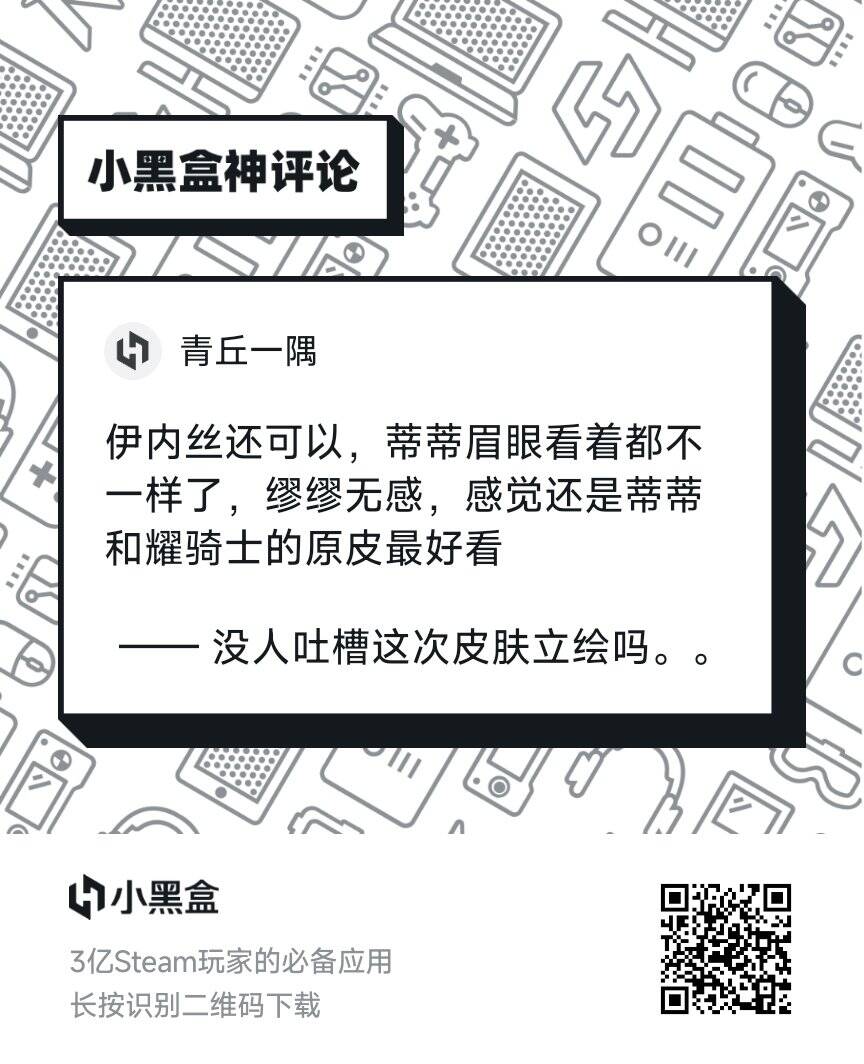 小黑盒神评论
青丘一隅
伊内丝还可以，蒂蒂眉眼看着都不
一样了，缪缪无感，感觉还是蒂蒂
和耀骑士的原皮最好看
—— 没人吐槽这次皮肤立绘吗。。
小黑盒
3亿Steam玩家的必备应用
长按识别二维码下载